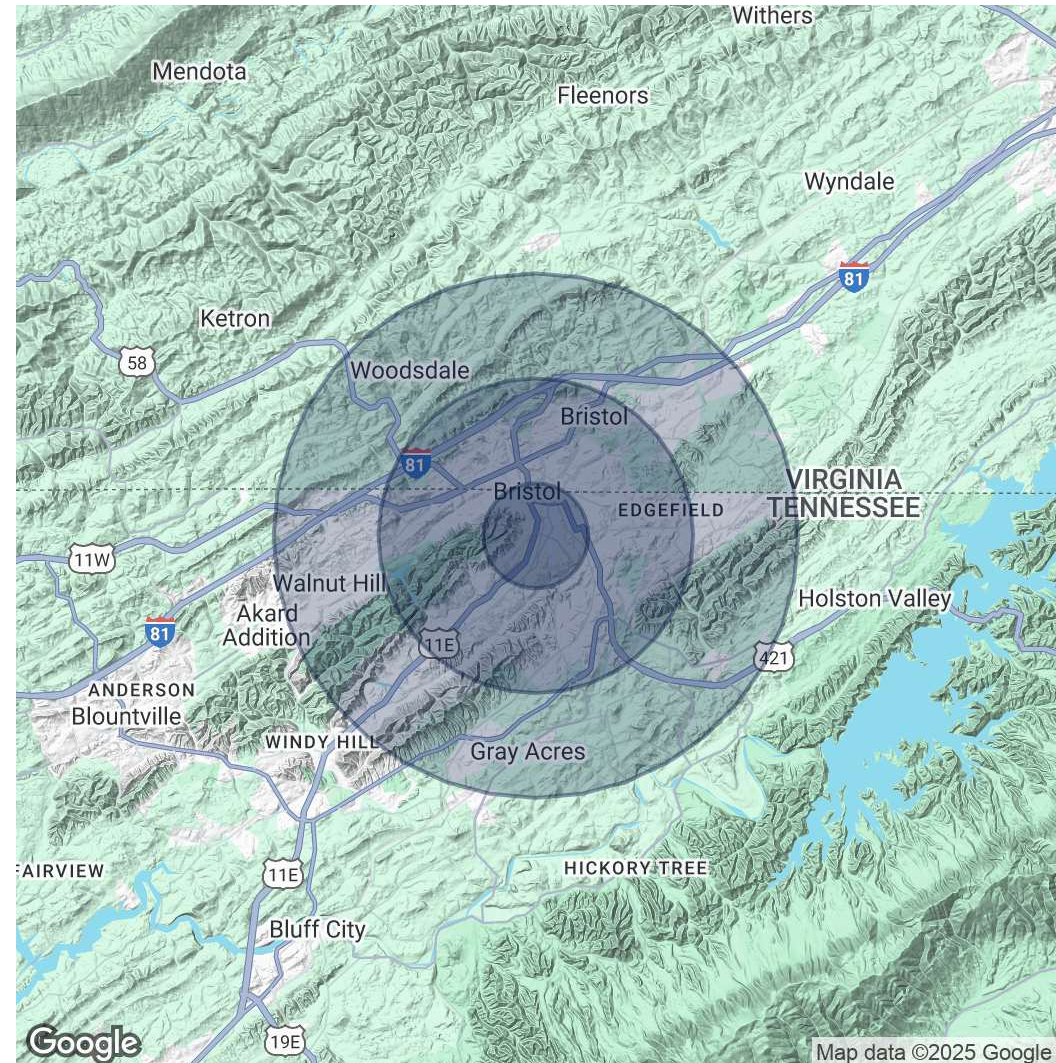 Withers
Mendota
Fleenors
Wyndale
81
Ketron
58
Woodsdale
Bristol
81
VIRGINIA
Bristol
TENNESSEE
EDGEFIELD
11W
Walnut Hill
Holston Valley
Akard
Addition
81
11E
421
ANDERSON
Blountville
WINDY HILL
Gray Acres
FAIRVIEW
HICKORY TREE
11E
Bluff City
19E
Google
Map data ©2025 Google